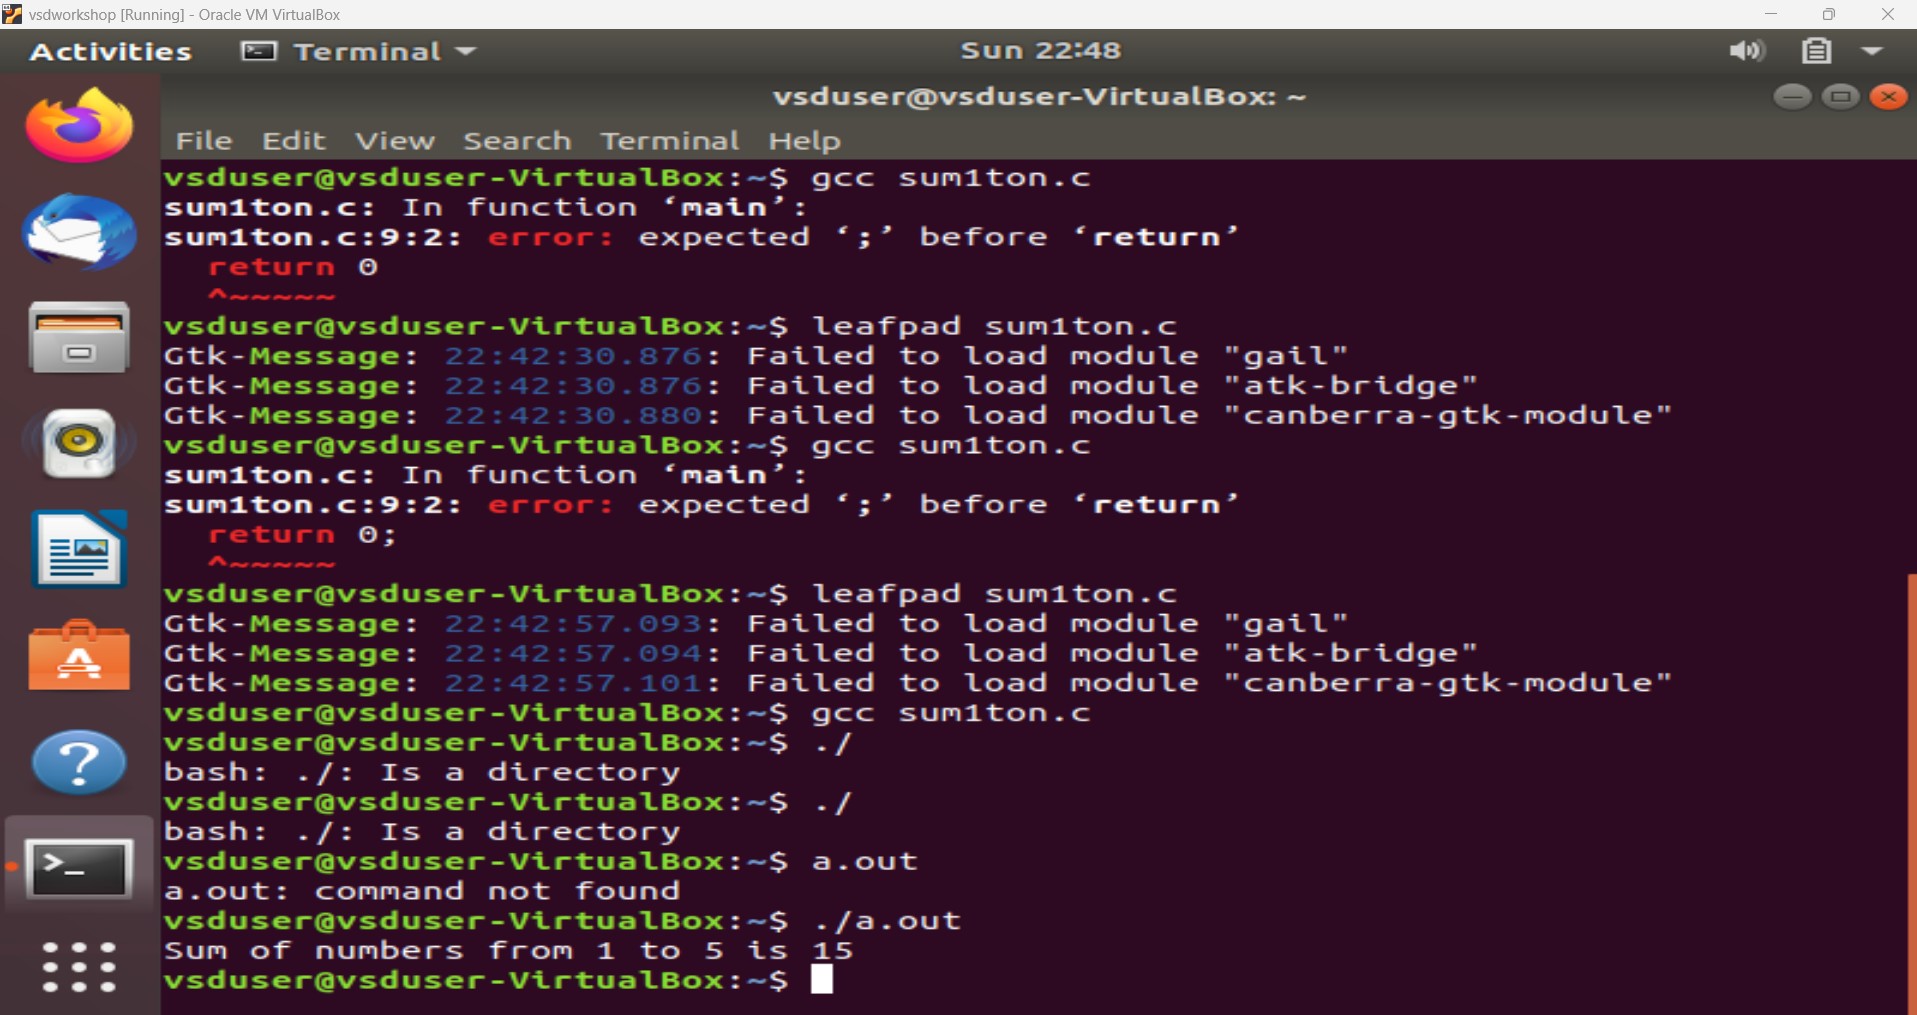 vsdworkshop [Running] - Oracle VM VirtualBox
Activities Terminal Sun 22:48
vsduser@vsduser-VirtualBox: ~
File Edit View Search Terminal Help
vsduser@vsduser-VirtualBox:~$ gcc sum1ton.c
sum1ton.c: In function ‘main’:
sum1ton.c:9:2: error: expected ‘;’ before ‘return’
  return 0
  ^~~~~~
vsduser@vsduser-VirtualBox:~$ leafpad sum1ton.c
Gtk-Message: 22:42:30.876: Failed to load module "gail"
Gtk-Message: 22:42:30.876: Failed to load module "atk-bridge"
Gtk-Message: 22:42:30.880: Failed to load module "canberra-gtk-module"
vsduser@vsduser-VirtualBox:~$ gcc sum1ton.c
sum1ton.c: In function ‘main’:
sum1ton.c:9:2: error: expected ‘;’ before ‘return’
  return 0;
  ^~~~~~
vsduser@vsduser-VirtualBox:~$ leafpad sum1ton.c
Gtk-Message: 22:42:57.093: Failed to load module "gail"
Gtk-Message: 22:42:57.094: Failed to load module "atk-bridge"
Gtk-Message: 22:42:57.101: Failed to load module "canberra-gtk-module"
vsduser@vsduser-VirtualBox:~$ gcc sum1ton.c
vsduser@vsduser-VirtualBox:~$ ./
bash: ./: Is a directory
vsduser@vsduser-VirtualBox:~$ ./
bash: ./: Is a directory
vsduser@vsduser-VirtualBox:~$ a.out
a.out: command not found
vsduser@vsduser-VirtualBox:~$ ./a.out
Sum of numbers from 1 to 5 is 15
vsduser@vsduser-VirtualBox:~$